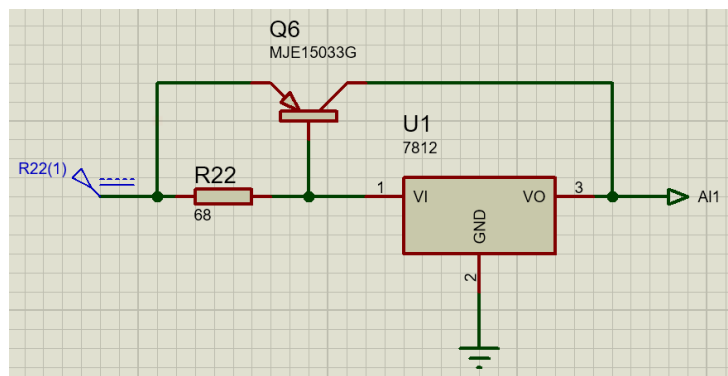 Q6
MJE15033G
U1
7812
R22(1)
R22
68
1
VI
VO
3
AI1
GND
2